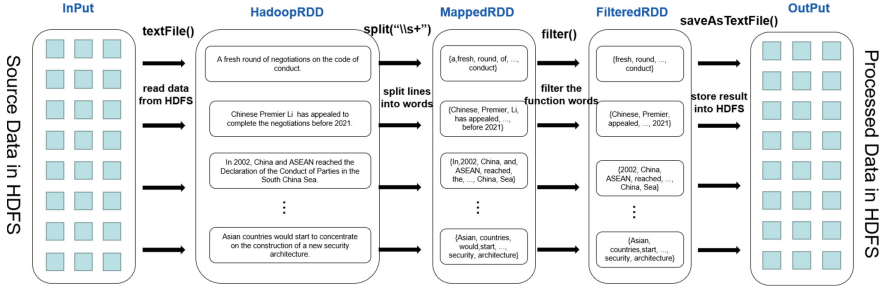 InPut
HadoopRDD
MappedRDD
FilteredRDD
OutPut
textFile()
split("\\s+")
filter()
saveAsTextFile()
Source Data in HDFS
read data
from HDFS
A fresh round of negotiations on the code of
conduct.
Chinese Premier Li has appealed to
complete the negotiations before 2021.
In 2002, China and ASEAN reached the
Declaration of the Conduct of Parties in the
South China Sea.
⋮
Asian countries would start to concentrate
on the construction of a new security
architecture.
split lines
into words
{a,fresh, round, of, ...,
conduct}
{Chinese, Premier, Li,
has appealed, ...,
before 2021}
{In,2002, China, and,
ASEAN, reached,
the, ..., China, Sea}
⋮
{Asian, countries,
would,start, ...,
security, architecture}
filter the
function words
{fresh, round, ...,
conduct}
{Chinese, Premier,
appealed, ..., 2021}
{2002, China,
ASEAN, reached, ...,
China, Sea}
⋮
{Asian,
countries,start, ...,
security, architecture}
store result
into HDFS
Processed Data in HDFS